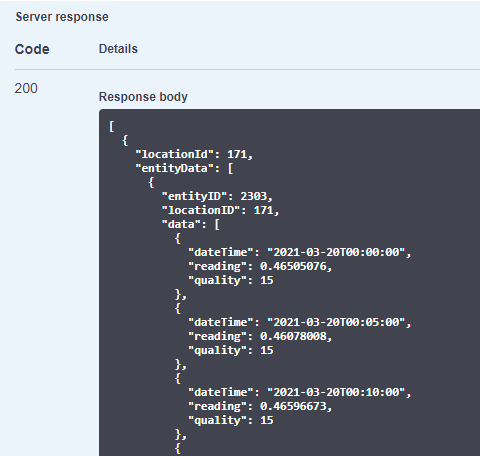 Server response
Code Details
200
Response body
[
  {
    "locationId": 171,
    "entityData": [
      {
        "entityID": 2303,
        "locationID": 171,
        "data": [
          {
            "dateTime": "2021-03-20T00:00:00",
            "reading": 0.46505076,
            "quality": 15
          },
          {
            "dateTime": "2021-03-20T00:05:00",
            "reading": 0.46078008,
            "quality": 15
          },
          {
            "dateTime": "2021-03-20T00:10:00",
            "reading": 0.46596673,
            "quality": 15
          },
          {